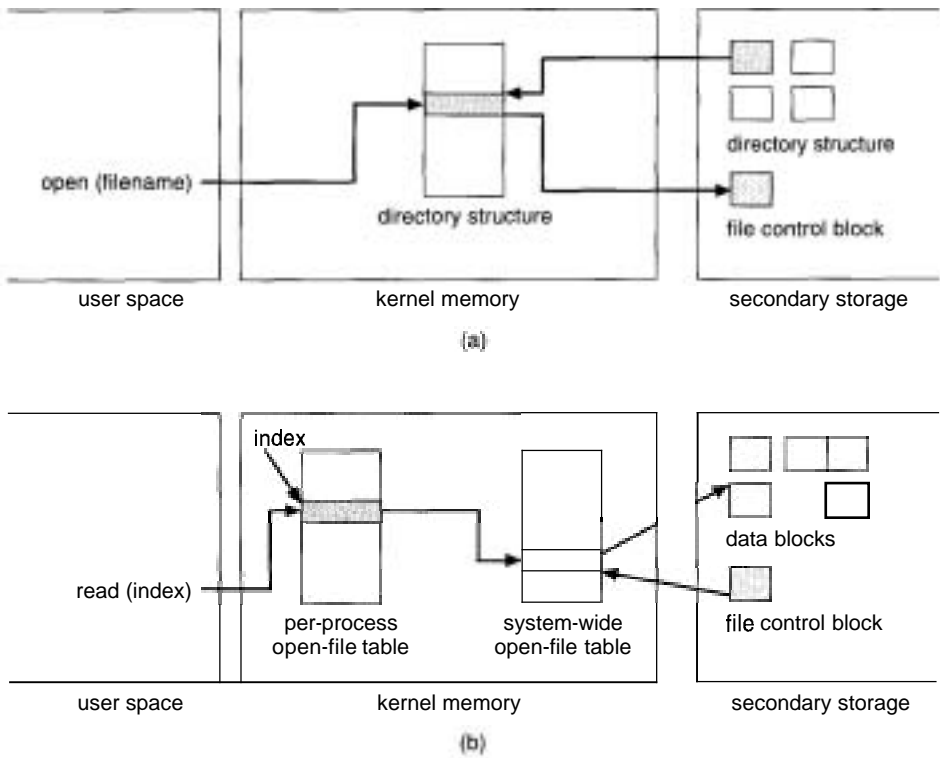 open (filename)
directory structure
directory structure
file control block
user space
kernel memory
secondary storage
(a)
index
read (index)
per-process
open-file table
system-wide
open-file table
data blocks
file control block
user space
kernel memory
secondary storage
(b)